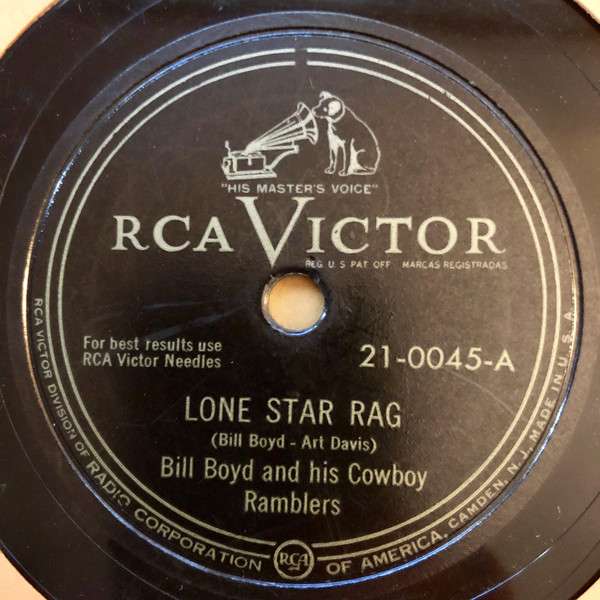 "HIS MASTER'S VOICE"
RCA VICTOR
REG. U.S. PAT. OFF. MARCAS REGISTRADAS
For best results use
RCA Victor Needles
21-0045-A
LONE STAR RAG
(Bill Boyd - Art Davis)
Bill Boyd and his Cowboy
Ramblers
RCA VICTOR DIVISION OF RADIO CORPORATION OF AMERICA, CAMDEN, N. J. MADE IN U. S. A.
RCA